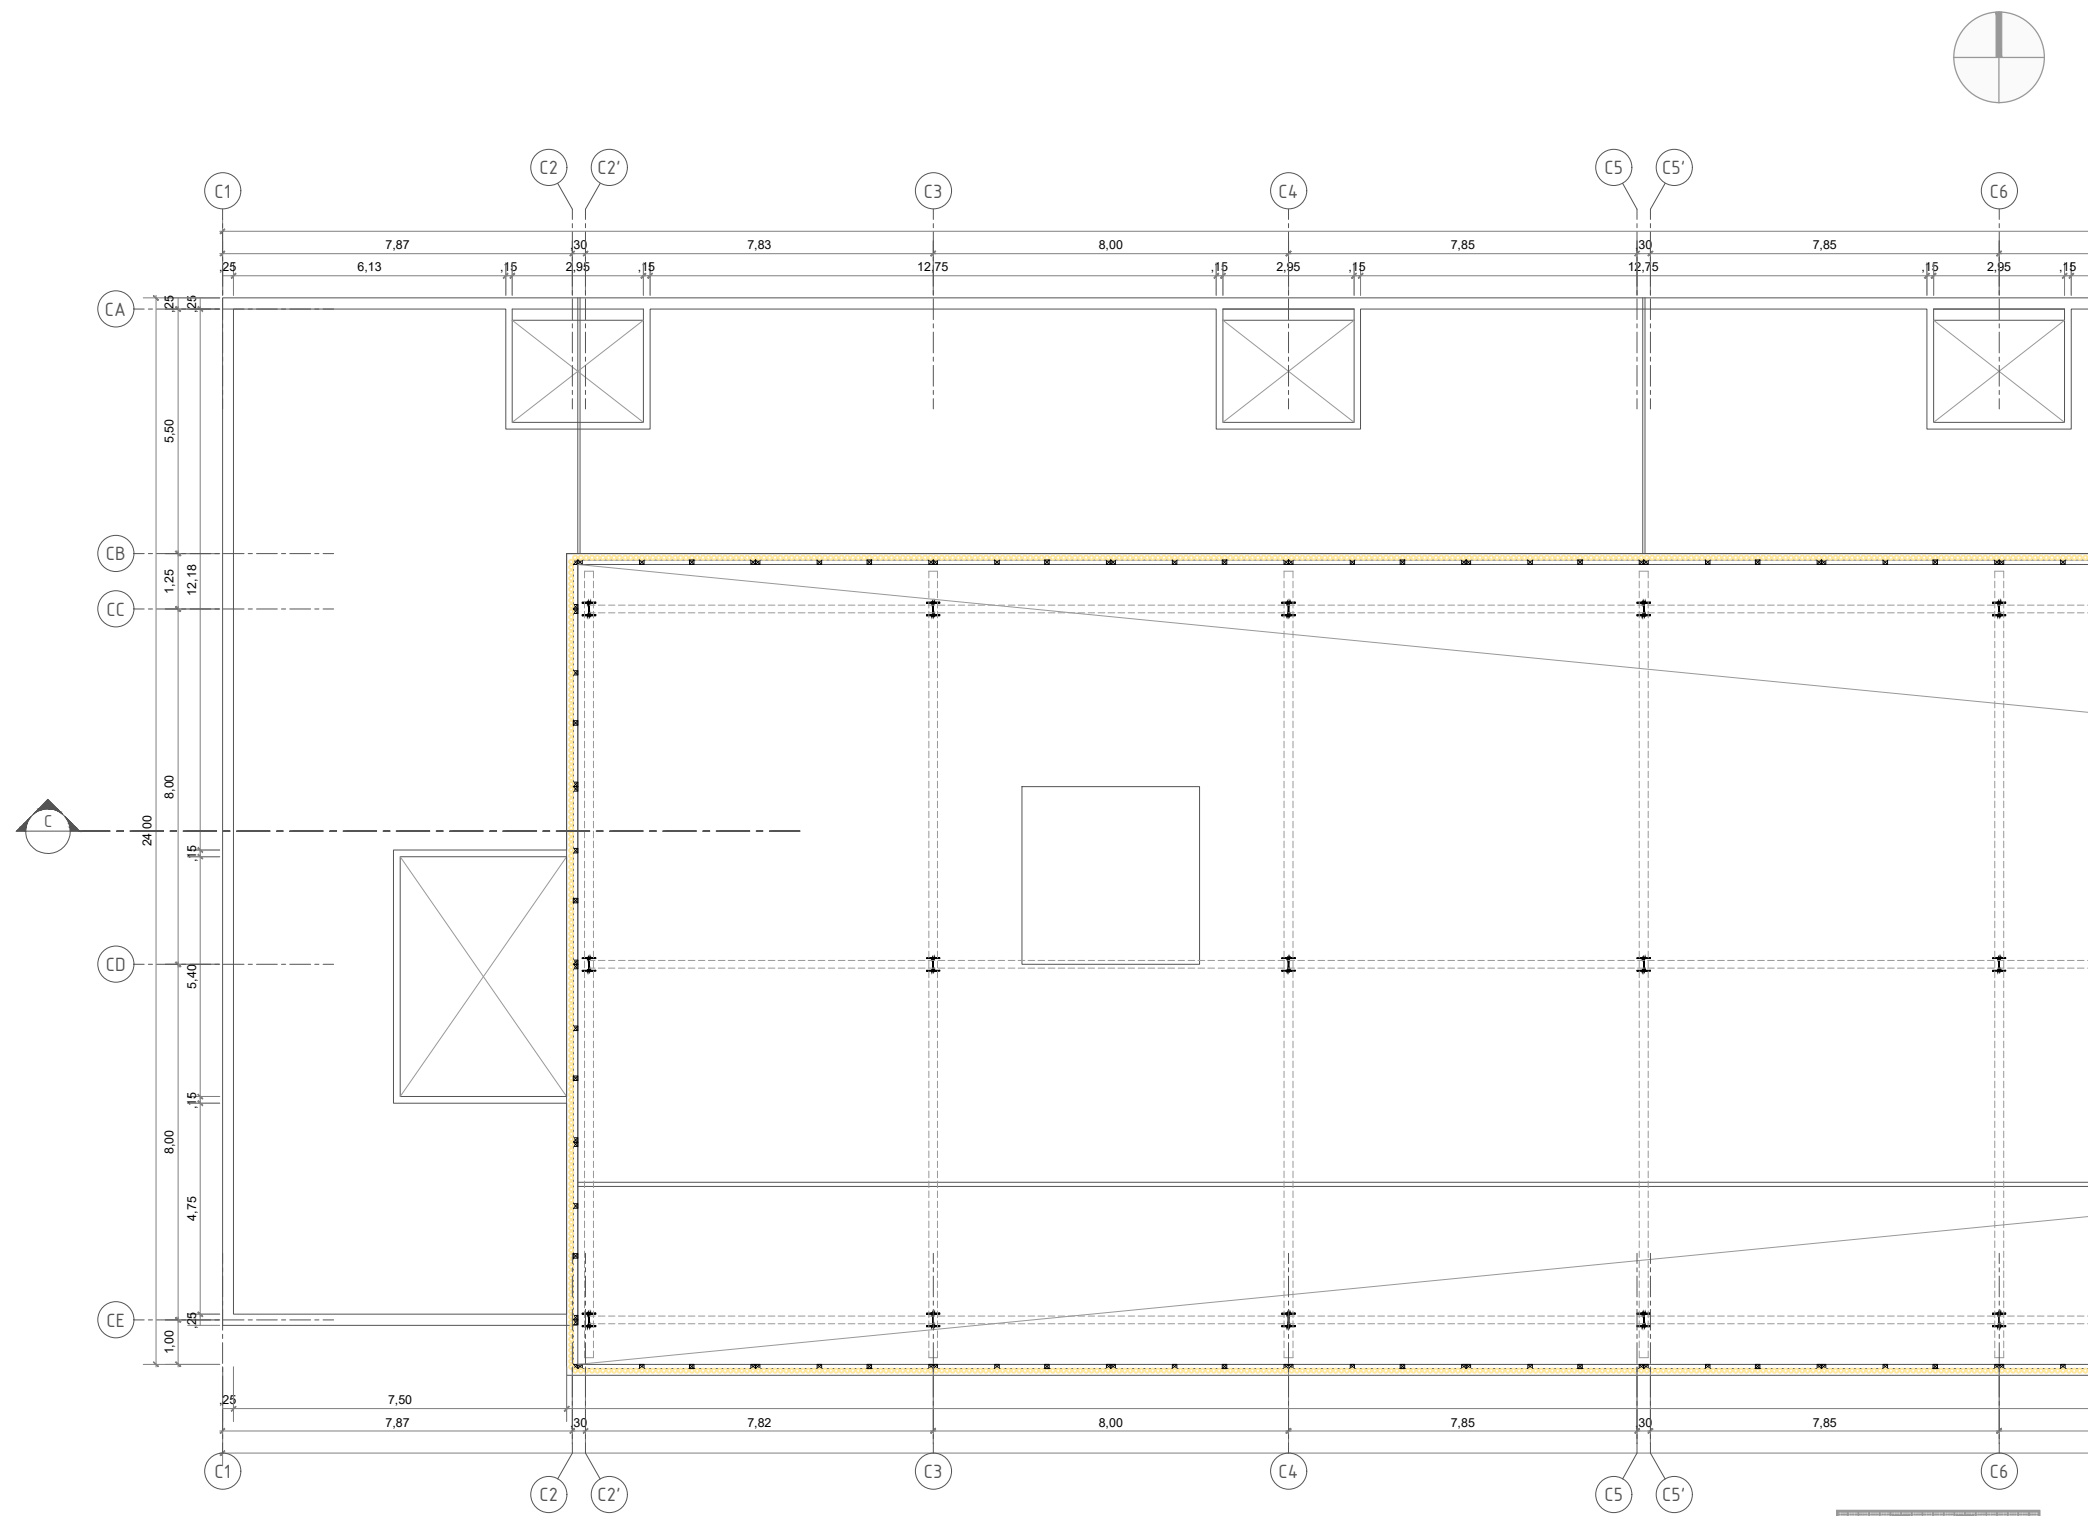 C2 C2' C5 C5'
C1 C3 C4 C6
7,87 ,30 7,83 8,00 7,85 ,30 7,85
,25 6,13 ,15 2,95 ,15 12,75 ,15 2,95 ,15 12,75 ,15 2,95 ,15
CA
,25 ,25
5,50
CB
1,25 12,18
CC
8,00
C
24,00
,15
CD
5,40
,15
8,00
4,75
CE
,25
1,00
,25 7,50
7,87 ,30 7,82 8,00 7,85 ,30 7,85
C1 C3 C4 C6
C2 C2' C5 C5'